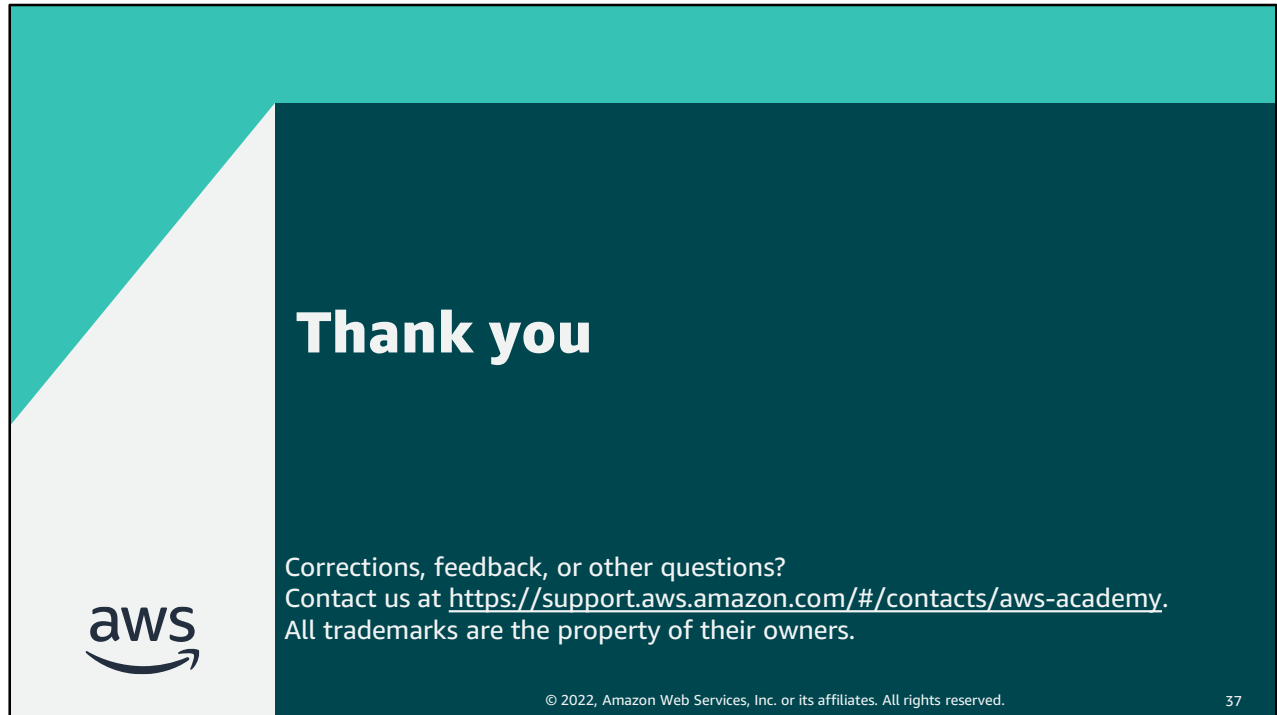 Thank you
Corrections, feedback, or other questions?
Contact us at https://support.aws.amazon.com/#/contacts/aws-academy.
All trademarks are the property of their owners.
aws
© 2022, Amazon Web Services, Inc. or its affiliates. All rights reserved.
37